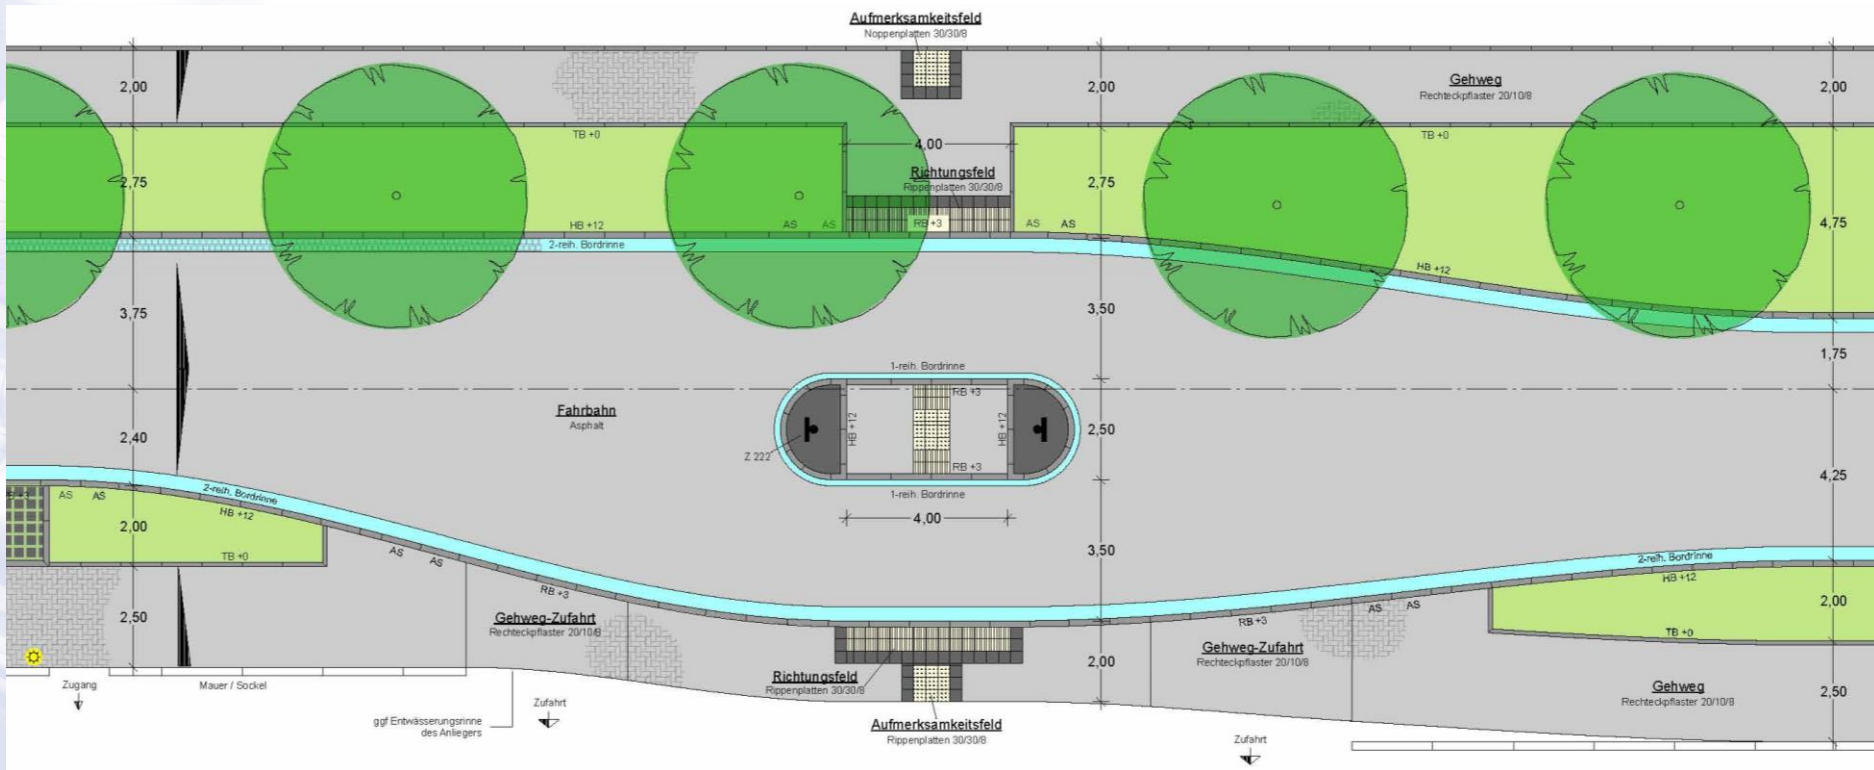 Aufmerksamkeitsfeld
Noppenplatten 30/30/8
2,00
2,00
Gehweg
Rechteckpflaster 20/10/8
2,00
TB +0
4,00
TB +0
2,75
Richtungsfeld
Rippenplatten 30/30/8
2,75
HB +12
AS
AS
RB +3
AS
AS
4,75
2-reih. Bordrinne
HB +12
3,75
3,50
1,75
1-reih. Bordrinne
RB +3
Fahrbahn
Asphalt
HB +12
HB +12
2,40
2,50
Z 222
RB +3
4,25
AS
AS
2-reih. Bordrinne
1-reih. Bordrinne
HB +12
4,00
2,00
TB +0
AS
AS
3,50
2-reih. Bordrinne
HB +12
RB +3
2,50
Gehweg-Zufahrt
Rechteckpflaster 20/10/8
AS
AS
RB +3
2,00
TB +0
Gehweg-Zufahrt
Rechteckpflaster 20/10/8
2,00
Richtungsfeld
Rippenplatten 30/30/8
Zugang
Mauer / Sockel
Gehweg
Rechteckpflaster 20/10/8
2,50
Zufahrt
ggf Entwässerungsrinne
des Anliegers
Aufmerksamkeitsfeld
Rippenplatten 30/30/8
Zufahrt